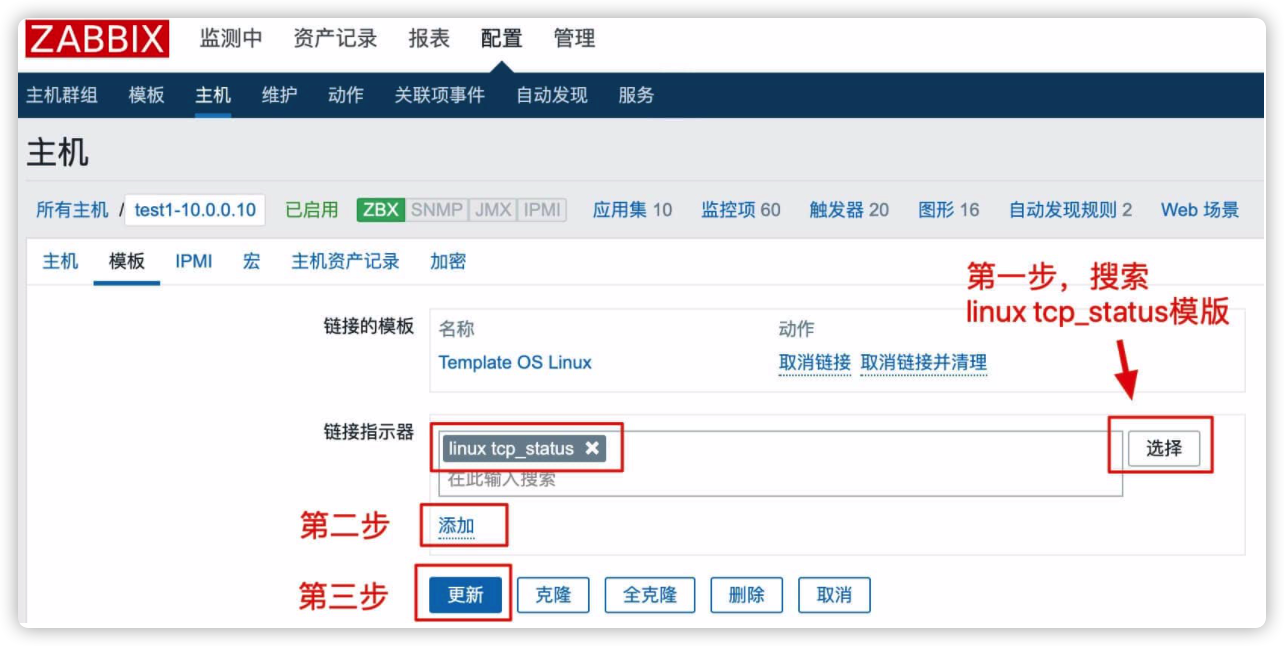 ZABBIX 监测中 资产记录 报表 配置 管理
主机群组 模板 主机 维护 动作 关联项事件 自动发现 服务
主机
所有主机 / test1-10.0.0.10 已启用 ZBX SNMP JMX IPMI 应用集 10 监控项 60 触发器 20 图形 16 自动发现规则 2 Web 场景
主机 模板 IPMI 宏 主机资产记录 加密
第一步，搜索
linux tcp_status模版
链接的模板 名称 动作
Template OS Linux 取消链接 取消链接并清理
链接指示器 linux tcp_status ✖ 选择
在此输入搜索
第二步 添加
第三步 更新 克隆 全克隆 删除 取消